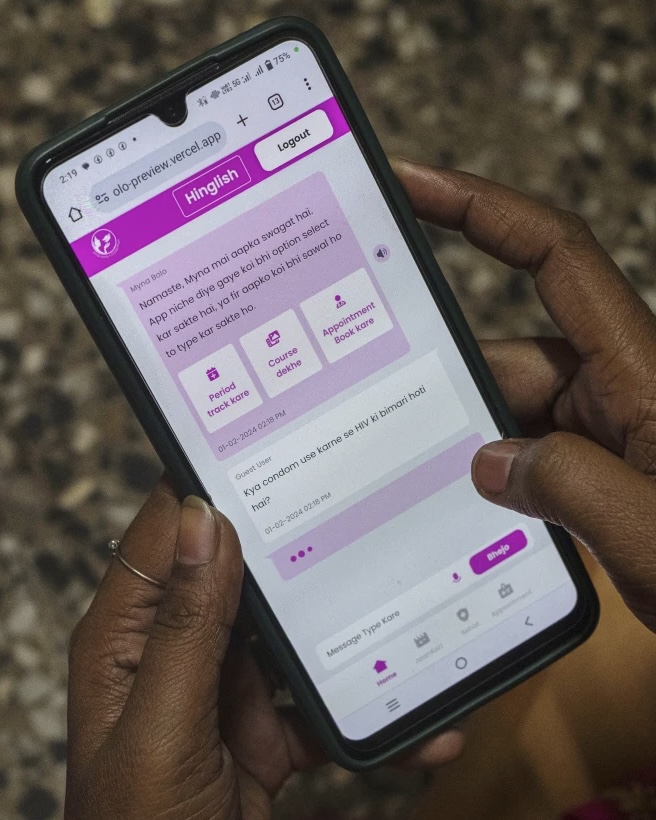 2:19
5G
75%
olo-preview.vercel.app
13
Hinglish
Logout
Myna Bolo
Namaste, Myna mai aapka swagat hai.
App niche diye gaye koi bhi option select
kar sakte hai, ya fir aapko koi bhi sawal ho
to type kar sakte ho.
Period
track kare
Course
dekhe
Appointment
Book kare
01-02-2024 02:18 PM
Guest User
Kya condom use karne se HIV ki bimari hoti
hai?
01-02-2024 02:18 PM
Message Type Kare
Bhejo
Home
Appointment